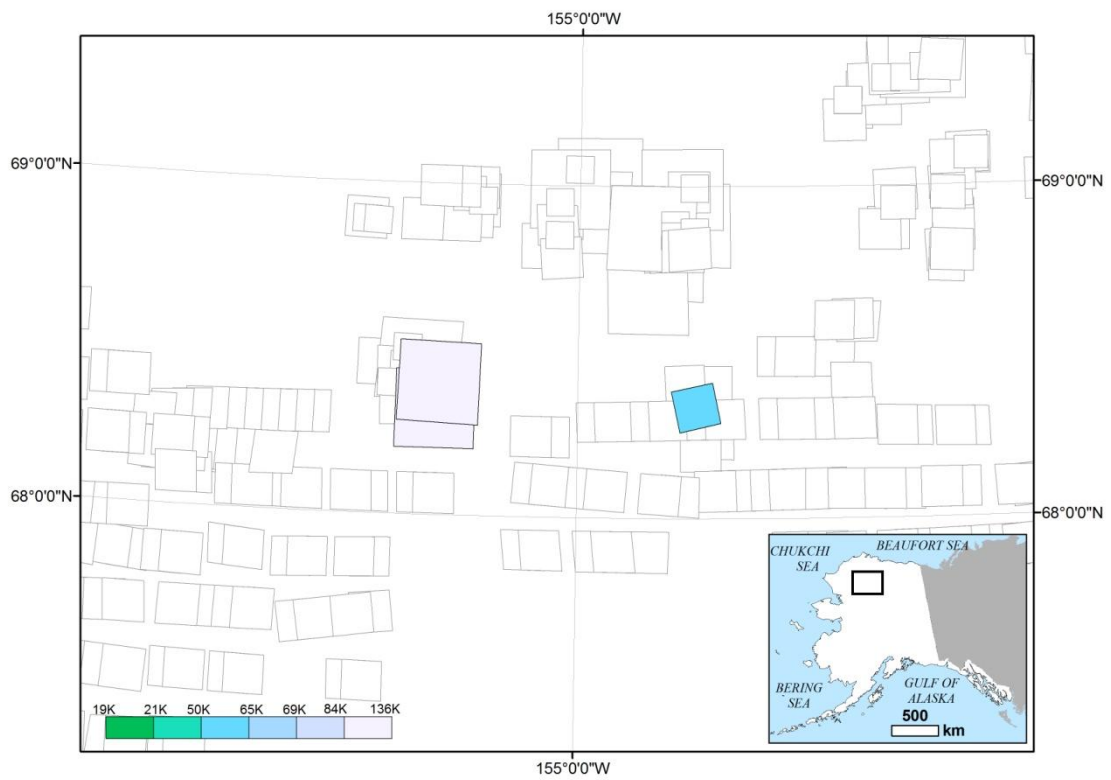 155°0'0"W
69°0'0"N
69°0'0"N
68°0'0"N
68°0'0"N
CHUKCHI
SEA
BEAUFORT SEA
BERING
SEA
GULF OF
ALASKA
500
km
19K 21K 50K 65K 69K 84K 136K
155°0'0"W